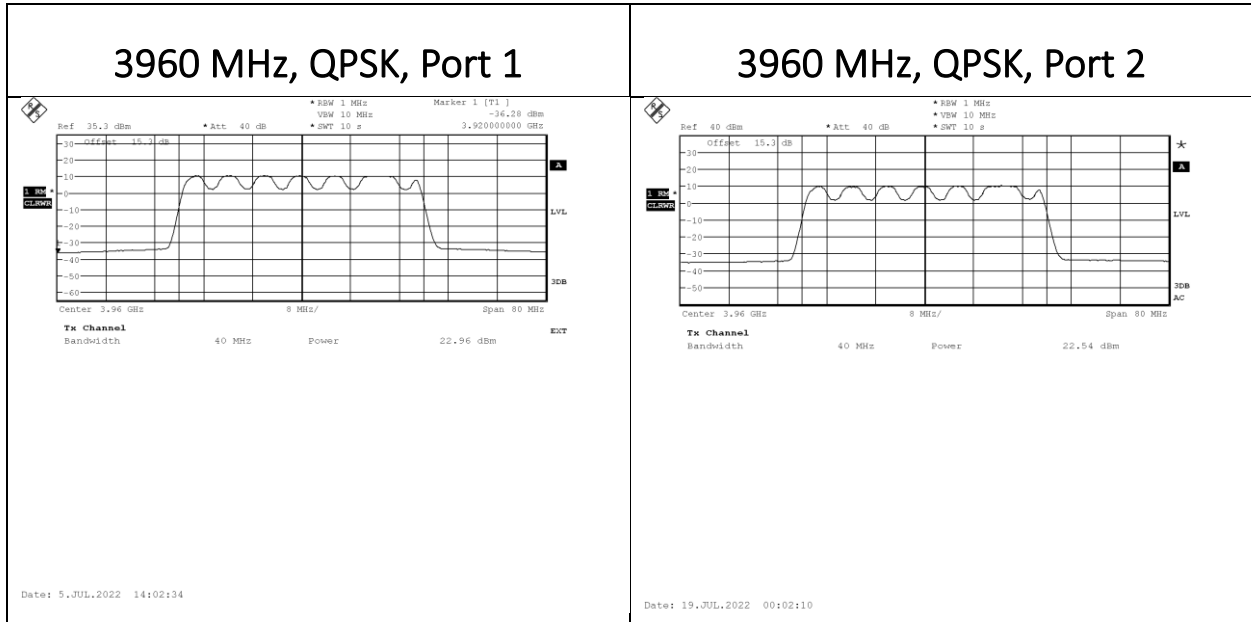 3960 MHz, QPSK, Port 1
* RBW 1 MHz Marker 1 [T1 ]
VBW 10 MHz -36.28 dBm
Ref 35.3 dBm * Att 40 dB * SWT 10 s 3.920000000 GHz
30 Offset 15.3 dB
20
10
0
-10
-20
-30
-40
-50
-60
1 RM *
CLRWR
A
LVL
3DB
EXT
1
Center 3.96 GHz 8 MHz/ Span 80 MHz
Tx Channel
Bandwidth 40 MHz Power 22.96 dBm
Date: 5.JUL.2022 14:02:34
3960 MHz, QPSK, Port 2
* RBW 1 MHz
VBW 10 MHz
Ref 40 dBm * Att 40 dB * SWT 10 s
Offset 15.3 dB
30
20
10
0
-10
-20
-30
-40
-50
1 RM *
CLRWR
*
A
LVL
3DB
AC
Center 3.96 GHz 8 MHz/ Span 80 MHz
Tx Channel
Bandwidth 40 MHz Power 22.54 dBm
Date: 19.JUL.2022 00:02:10